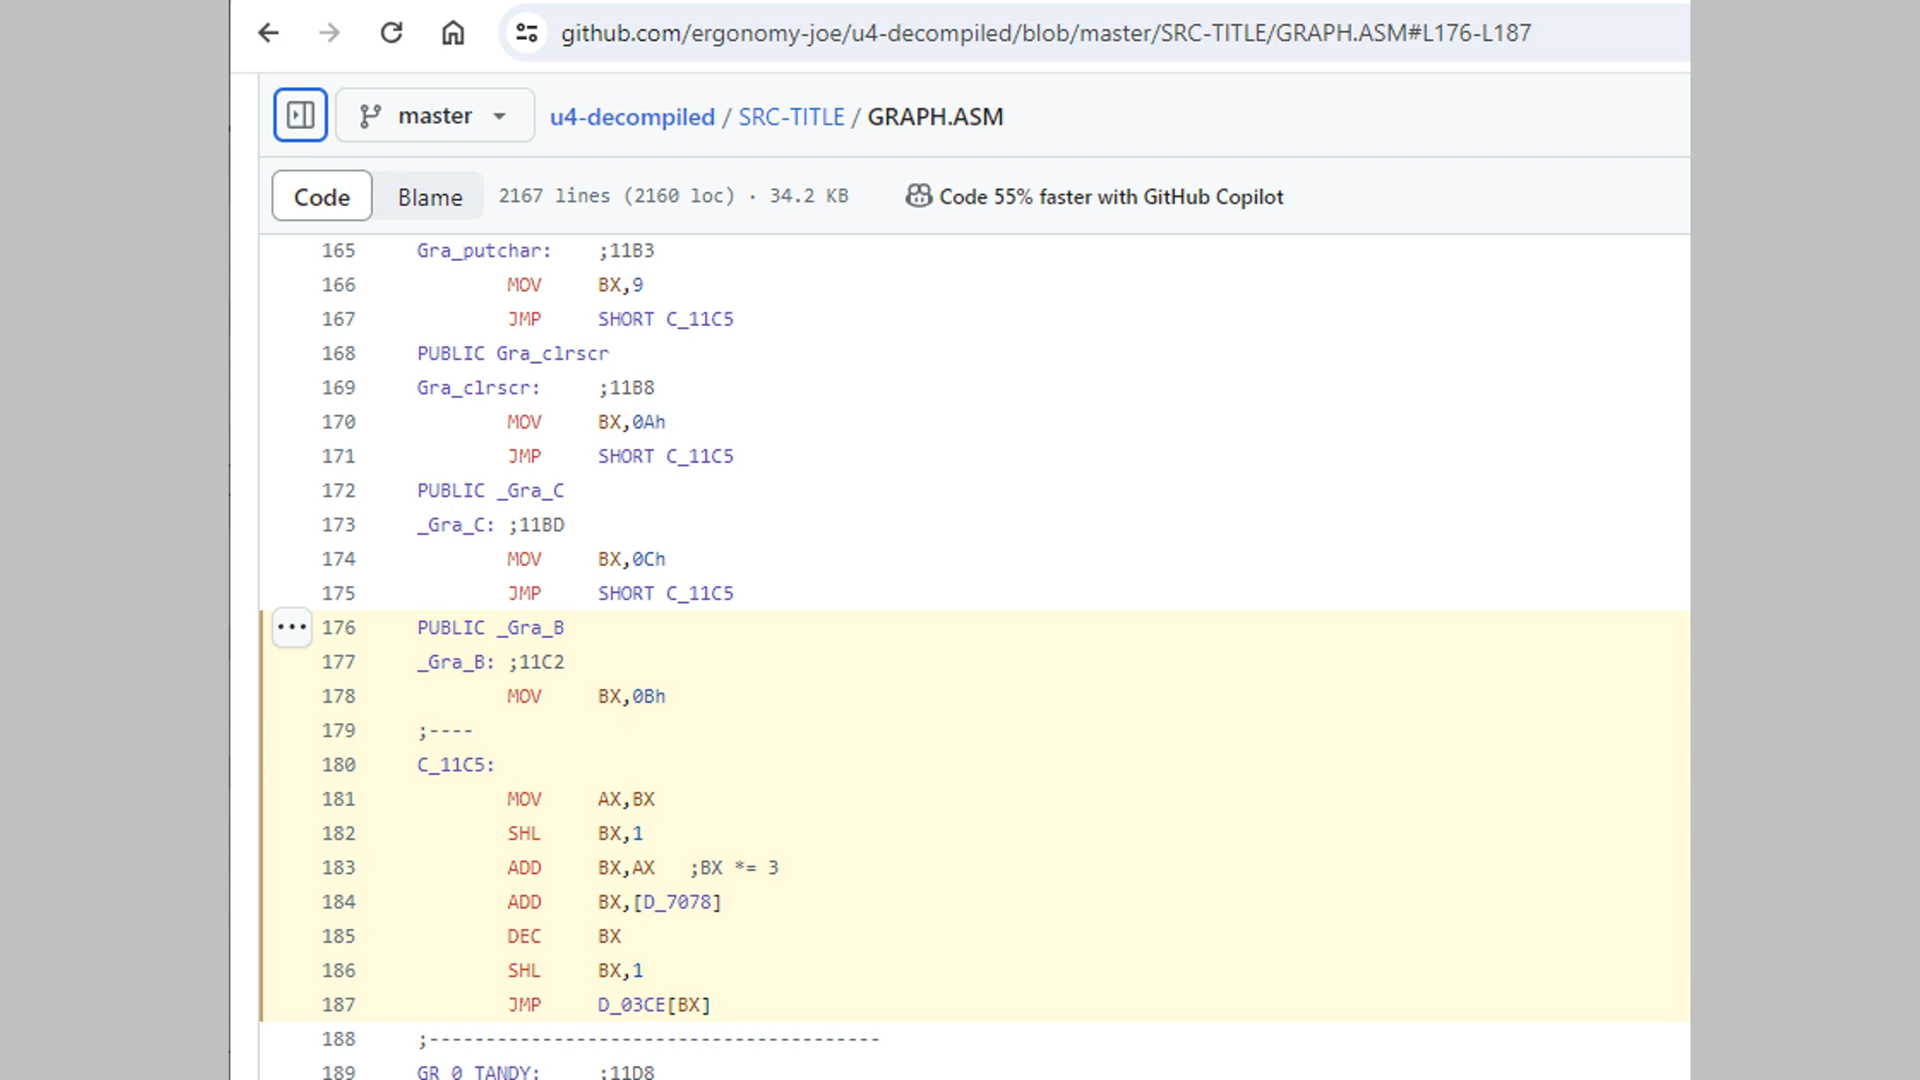 github.com/ergonomy-joe/u4-decompiled/blob/master/SRC-TITLE/GRAPH.ASM#L176-L187
master u4-decompiled / SRC-TITLE / GRAPH.ASM
Code Blame 2167 lines (2160 loc) · 34.2 KB Code 55% faster with GitHub Copilot
165 Gra_putchar: ;11B3
166 MOV BX,9
167 JMP SHORT C_11C5
168 PUBLIC Gra_clrscr
169 Gra_clrscr: ;11B8
170 MOV BX,0Ah
171 JMP SHORT C_11C5
172 PUBLIC _Gra_C
173 _Gra_C: ;11BD
174 MOV BX,0Ch
175 JMP SHORT C_11C5
176 PUBLIC _Gra_B
177 _Gra_B: ;11C2
178 MOV BX,0Bh
179 ;----
180 C_11C5:
181 MOV AX,BX
182 SHL BX,1
183 ADD BX,AX ;BX *= 3
184 ADD BX,[D_7078]
185 DEC BX
186 SHL BX,1
187 JMP D_03CE[BX]
188 ;----------------------------------------
189 GR_0_TANDY: ;11D8